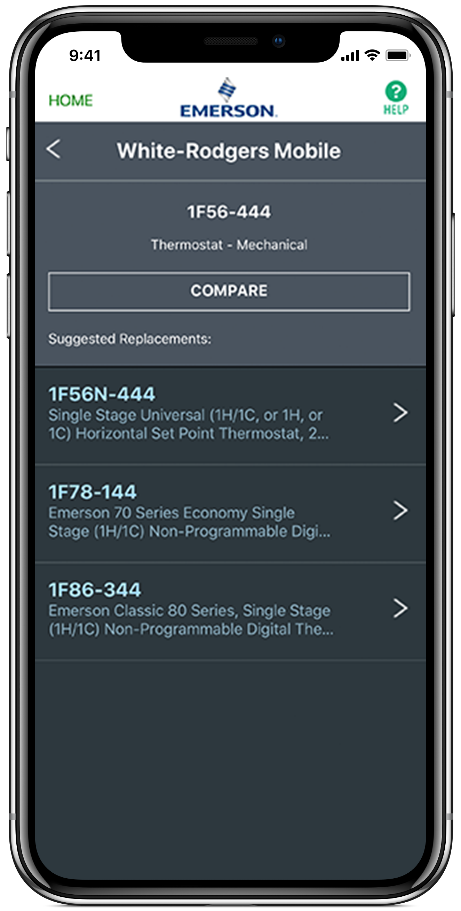 9:41
HOME
EMERSON
? HELP
White-Rodgers Mobile
1F56-444
Thermostat - Mechanical
COMPARE
Suggested Replacements:
1F56N-444
Single Stage Universal (1H/1C, or 1H, or
1C) Horizontal Set Point Thermostat, 2...
1F78-144
Emerson 70 Series Economy Single
Stage (1H/1C) Non-Programmable Digi...
1F86-344
Emerson Classic 80 Series, Single Stage
(1H/1C) Non-Programmable Digital The...